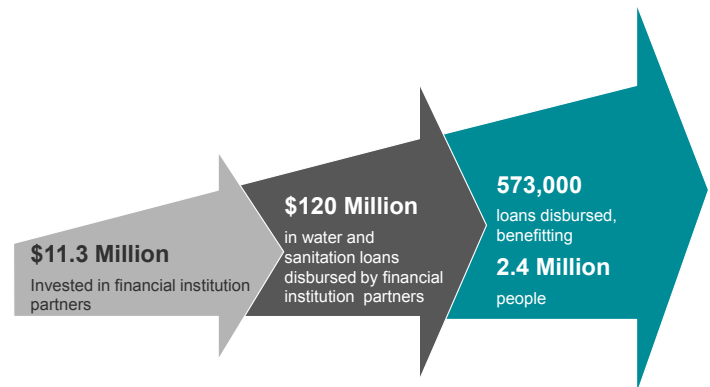 $11.3 Million
Invested in financial institution
partners
$120 Million
in water and
sanitation loans
disbursed by financial
institution partners
573,000
loans disbursed,
benefitting
2.4 Million
people